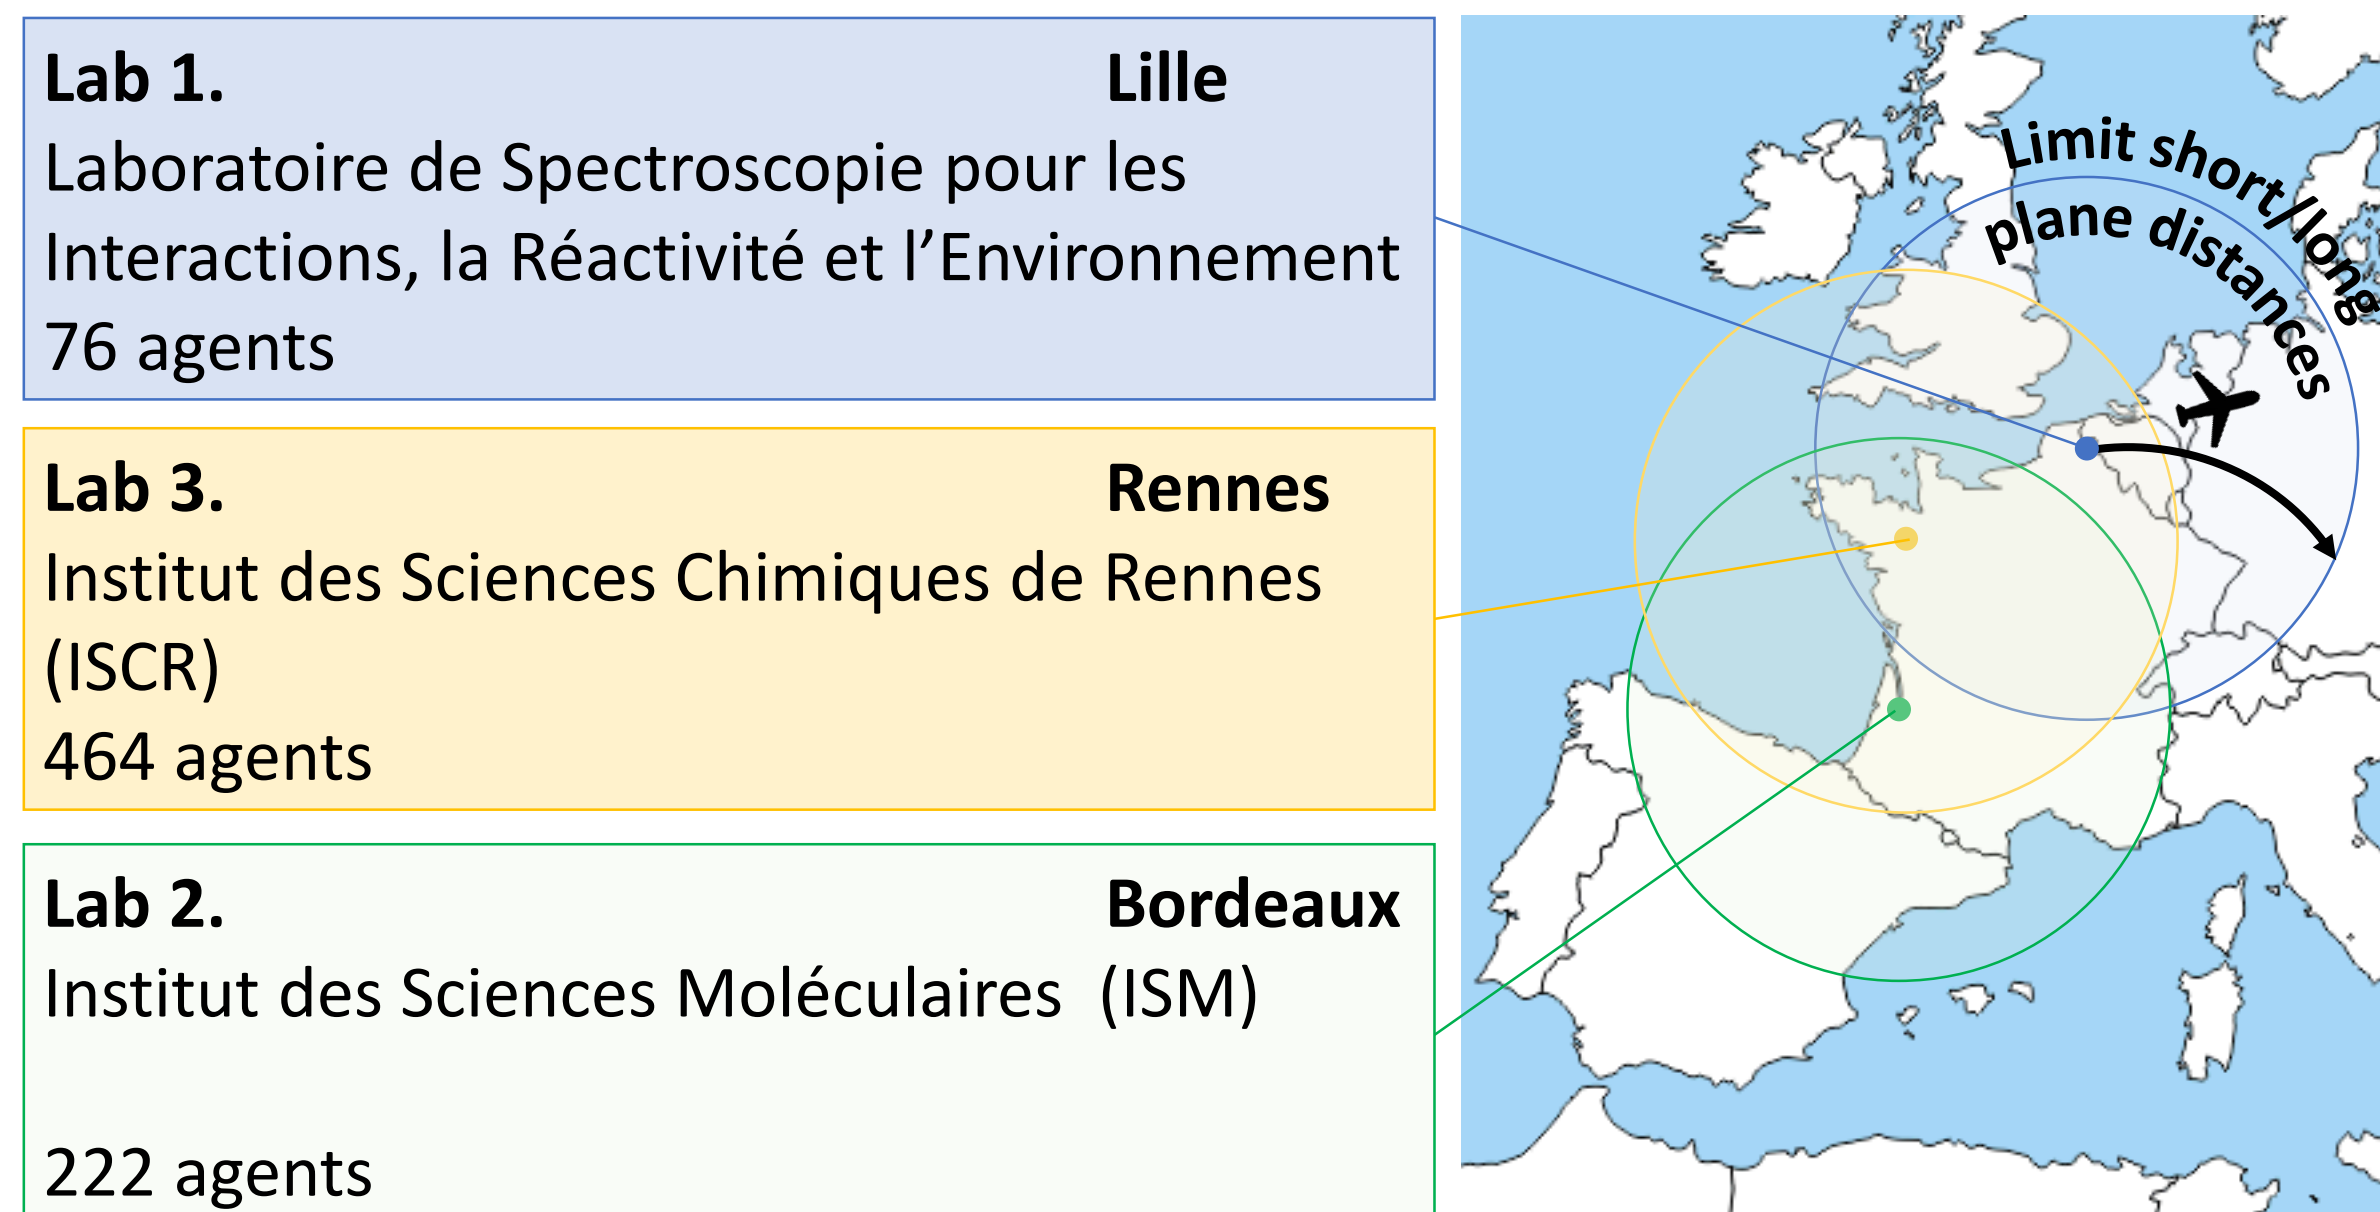 Lab 1. Lille
Laboratoire de Spectroscopie pour les
Interactions, la Réactivité et l’Environnement
76 agents
Lab 3. Rennes
Institut des Sciences Chimiques de Rennes
(ISCR)
464 agents
Lab 2. Bordeaux
Institut des Sciences Moléculaires (ISM)
222 agents
Limit short/long
plane distances